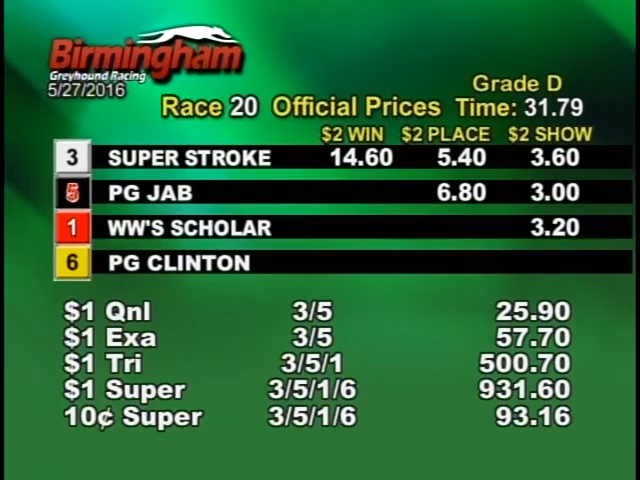 Birmingham
Greyhound Racing
5/27/2016
Grade D
Race 20 Official Prices Time: 31.79
$2 WIN $2 PLACE $2 SHOW
3 SUPER STROKE 14.60 5.40 3.60
5 PG JAB 6.80 3.00
1 WW'S SCHOLAR 3.20
6 PG CLINTON
$1 Qnl 3/5 25.90
$1 Exa 3/5 57.70
$1 Tri 3/5/1 500.70
$1 Super 3/5/1/6 931.60
10¢ Super 3/5/1/6 93.16